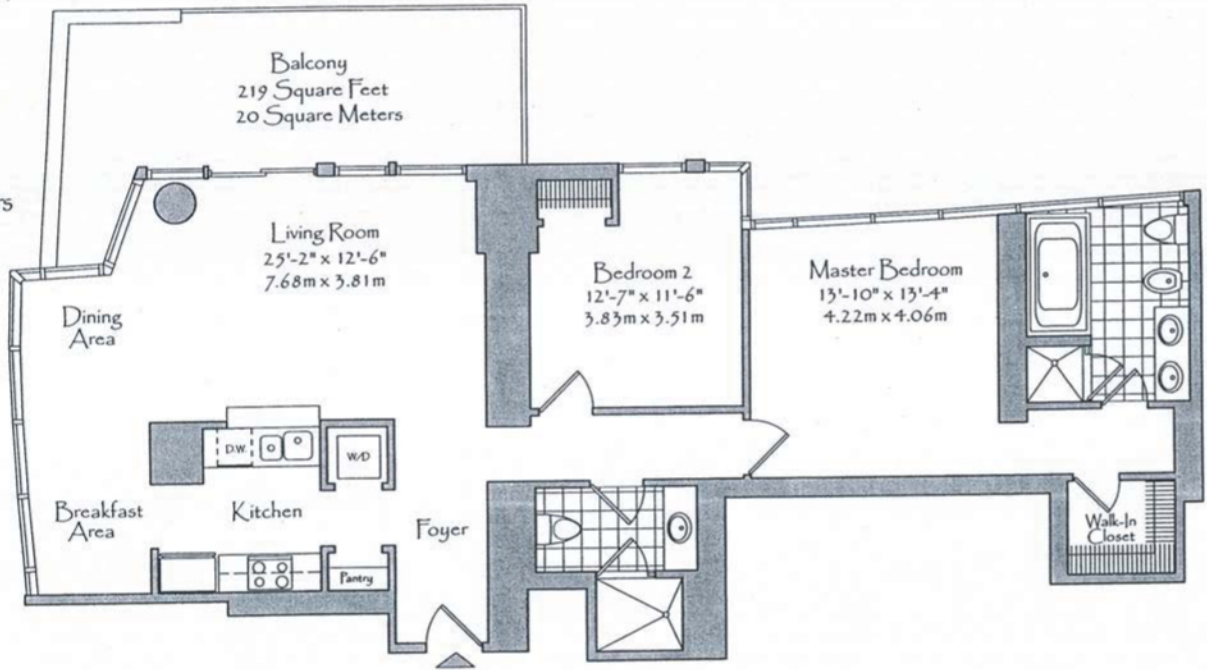 Balcony
219 Square Feet
20 Square Meters
rs
Living Room
25'-2" x 12'-6"
7.68m x 3.81m
Bedroom 2
12'-7" x 11'-6"
3.83m x 3.51m
Master Bedroom
13'-10" x 13'-4"
4.22m x 4.06m
Dining
Area
D.W.
W/D
Breakfast
Area
Kitchen
Foyer
Pantry
Walk-In
Closet